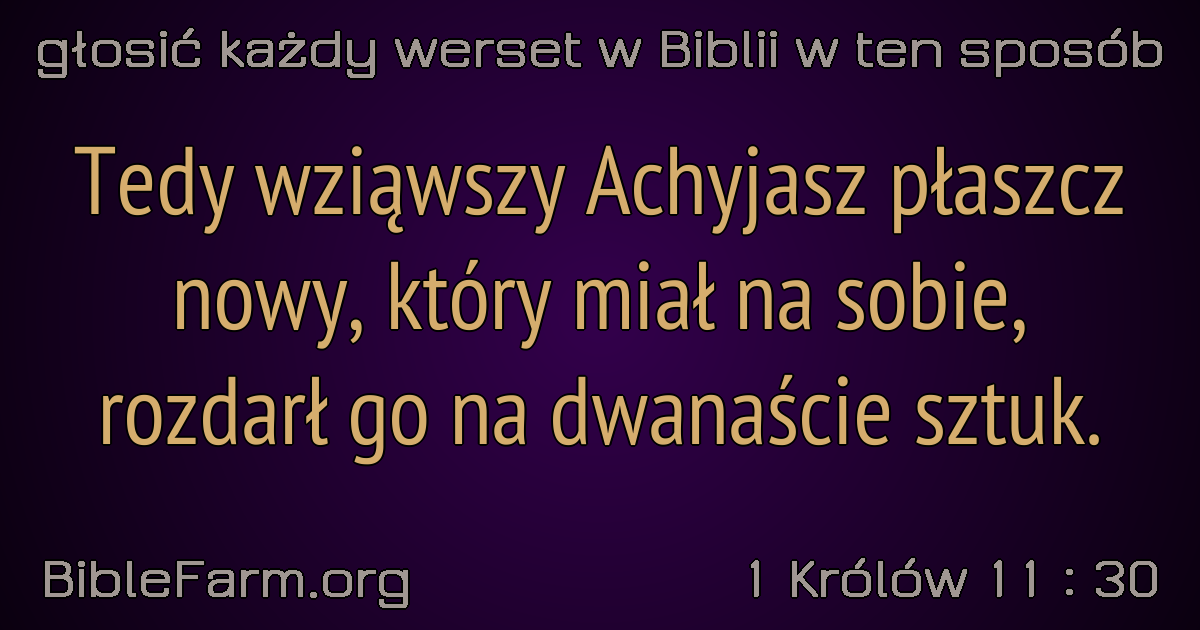 głosić każdy werset w Biblii w ten sposób
Tedy wziąwszy Achyjasz płaszcz
nowy, który miał na sobie,
rozdarł go na dwanaście sztuk.
BibleFarm.org
1 Królów 11 : 30